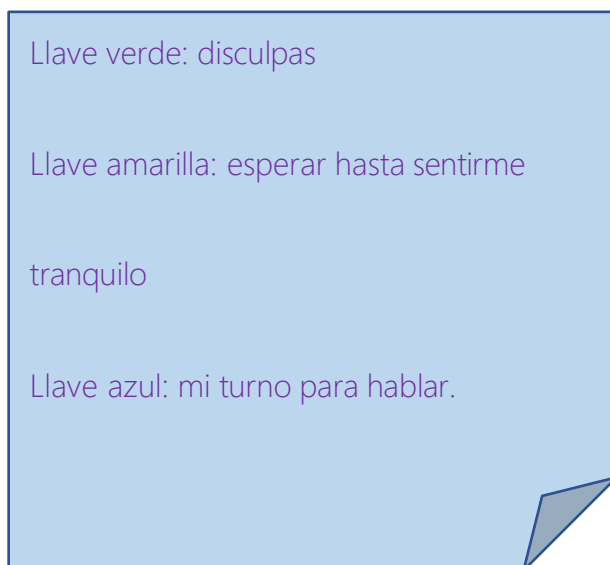 Llave verde: disculpas
Llave amarilla: esperar hasta sentirme
tranquilo
Llave azul: mi turno para hablar.